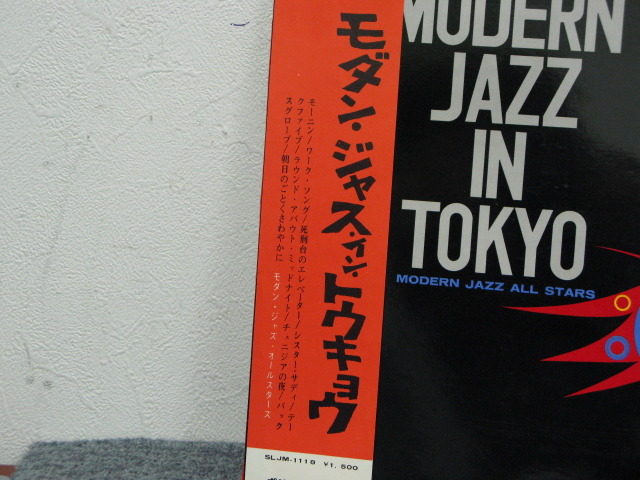 モダン・ジャズ・イン・トウキョウ
モーニン/ワーク・ソング/死刑台のエレベーター/シスター・サディ/テー
クファイブ/ラウンド・アバウト・ミッドナイト/チュニジアの夜/バック
スグローブ/朝日のごとくさわやかに
モダン・ジャズ・オールスターズ
SLJM-1118 ¥1,500
MODERN
JAZZ
IN
TOKYO
MODERN JAZZ ALL STARS